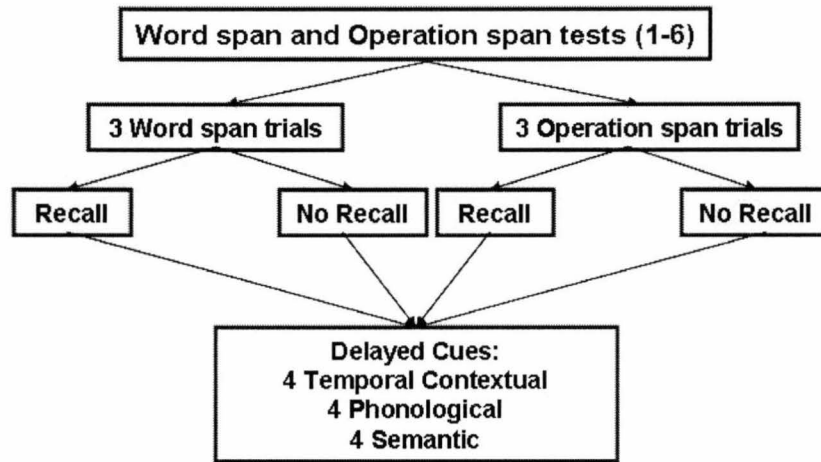 Word span and Operation span tests (1-6)
3 Word span trials
3 Operation span trials
Recall
No Recall
Recall
No Recall
Delayed Cues:
4 Temporal Contextual
4 Phonological
4 Semantic